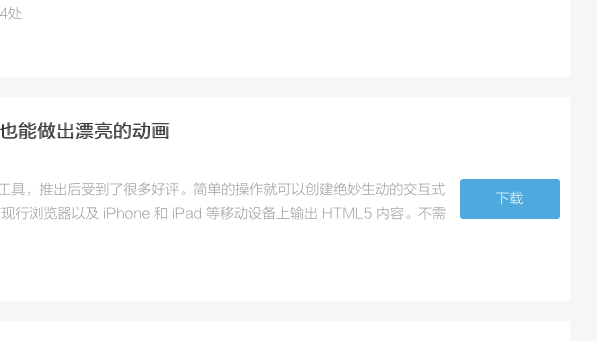 4处
也能做出漂亮的动画
工具，推出后受到了很多好评。简单的操作就可以创建绝妙生动的交互式
下载
现行浏览器以及 iPhone 和 iPad 等移动设备上输出 HTML5 内容。不需